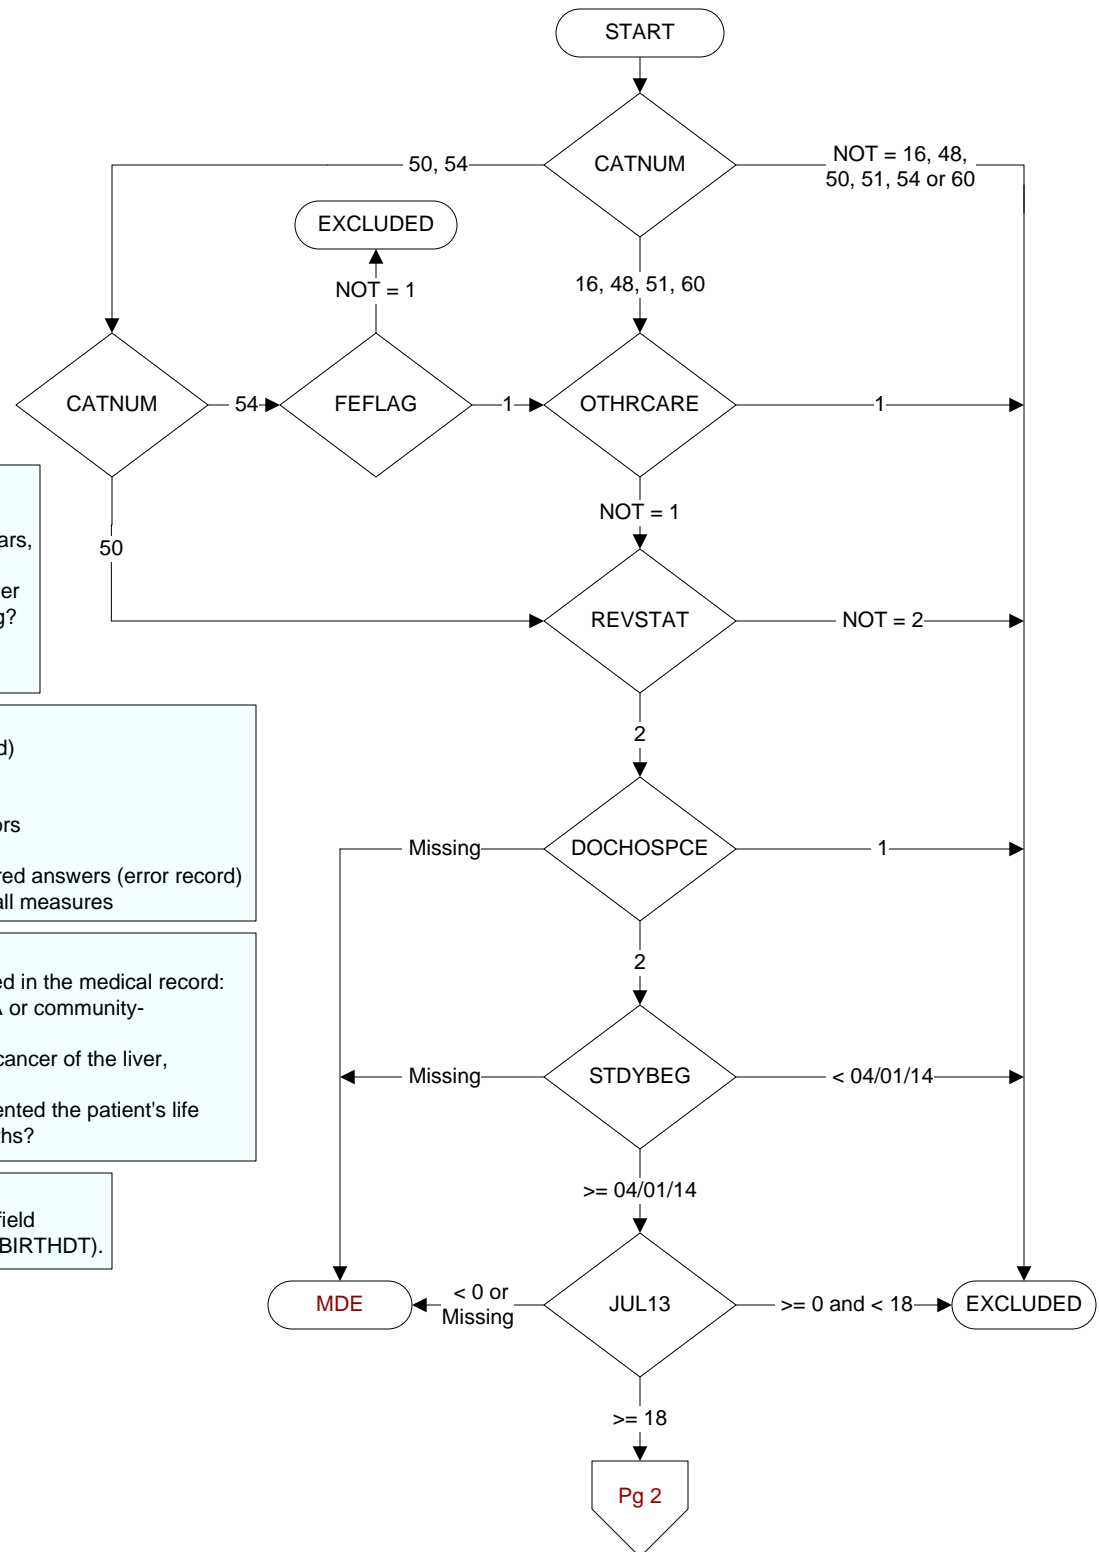 START
CATNUM
50, 54
NOT = 16, 48,
50, 51, 54 or 60
EXCLUDED
NOT = 1
16, 48, 51, 60
CATNUM
54
FEFLAG
1
OTHRCARE
1
NOT = 1
50
REVSTAT
NOT = 2
2
DOCHOSPCE
Missing
1
2
STDYBEG
Missing
< 04/01/14
>= 04/01/14
MDE
< 0 or
Missing
JUL13
>= 0 and < 18
EXCLUDED
>= 18
Pg 2
ars,
er
g?
d)
ors
red answers (error record)
all measures
ed in the medical record:
A or community-
cancer of the liver,
ented the patient's life
ths?
field
BIRTHDT).